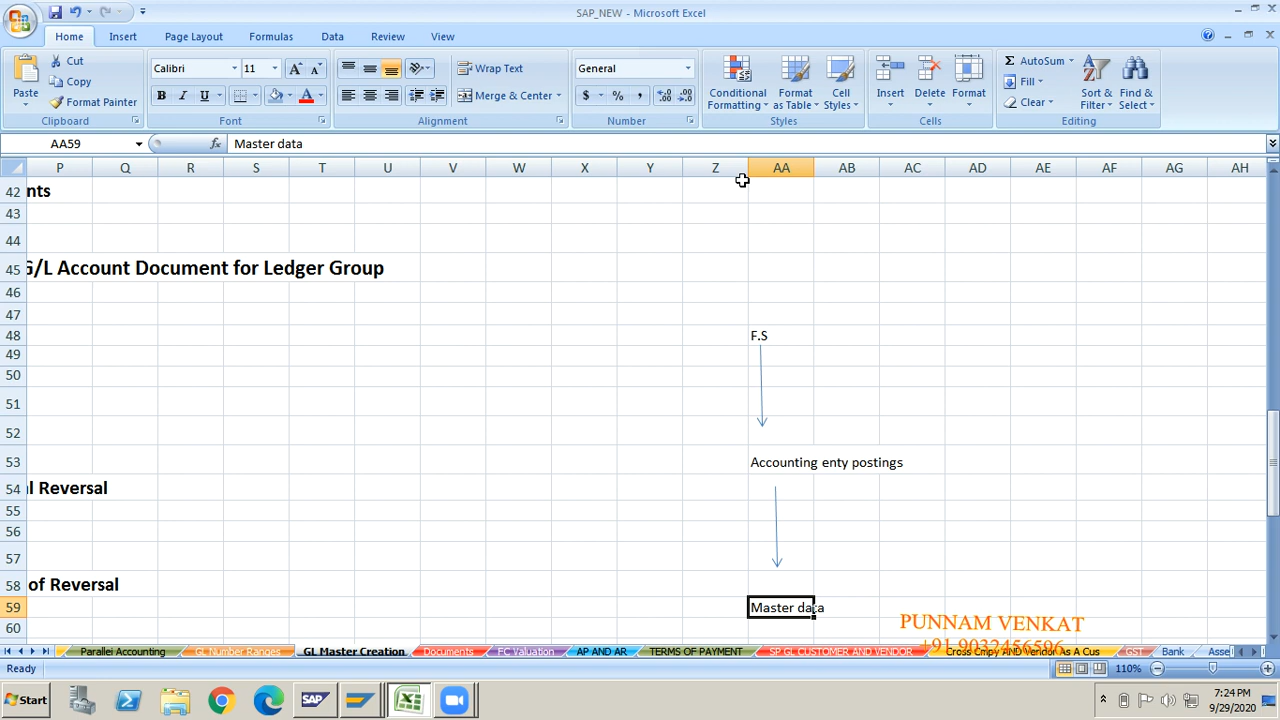 SAP_NEW - Microsoft Excel
Home Insert Page Layout Formulas Data Review View
Cut
Copy
Format Painter
Paste
Clipboard
Calibri 11
B I U
Font
Wrap Text
Merge & Center
Alignment
General
$ % ,
Number
Conditional Formatting
Format as Table
Cell Styles
Styles
Insert Delete Format
Cells
AutoSum
Fill
Clear
Sort & Filter
Find & Select
Editing
AA59 fx Master data
P Q R S T U V W X Y Z AA AB AC AD AE AF AG AH
42 nts
43
44
45 G/L Account Document for Ledger Group
46
47
48 F.S
49
50
51
52
53 Accounting enty postings
54 l Reversal
55
56
57
58 of Reversal
59 Master data
60
PUNNAM VENKAT
+91 9032456596
Parallel Accounting GL Number Ranges GL Master Creation Documents FC Valuation AP AND AR TERMS OF PAYMENT SP GL CUSTOMER AND VENDOR Cross Cmpy AND Vendor As A Cus GST Bank Asse
Ready 110%
Start SAP 7:24 PM
9/29/2020